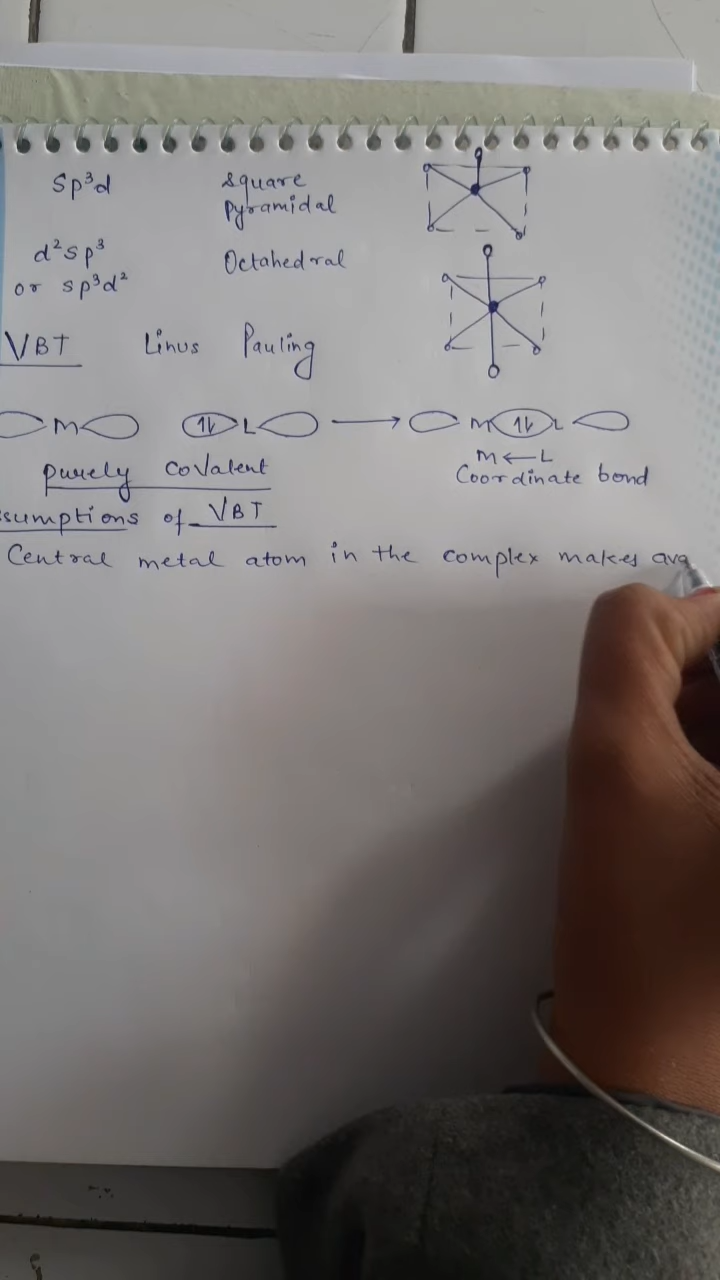 sp³d square
pyramidal
d²sp³ Octahedral
or sp³d²
VBT Linus Pauling
M ⇅ L ⟶ M ⇅ L
M ← L
purely covalent Coordinate bond
sumptions of VBT
Central metal atom in the complex makes ava